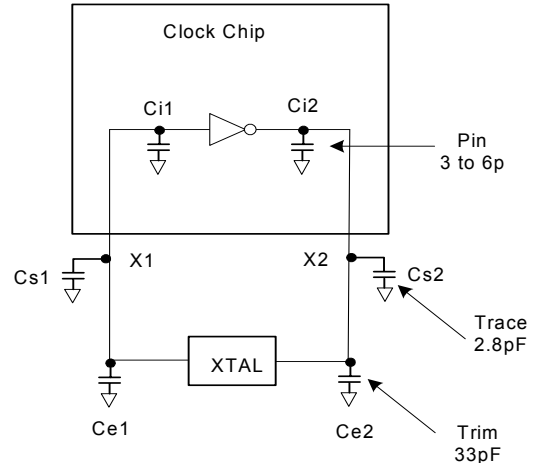 Clock Chip
Ci1
Ci2
Pin
3 to 6p
Cs1
X1
X2
Cs2
Trace
2.8pF
XTAL
Ce1
Ce2
Trim
33pF